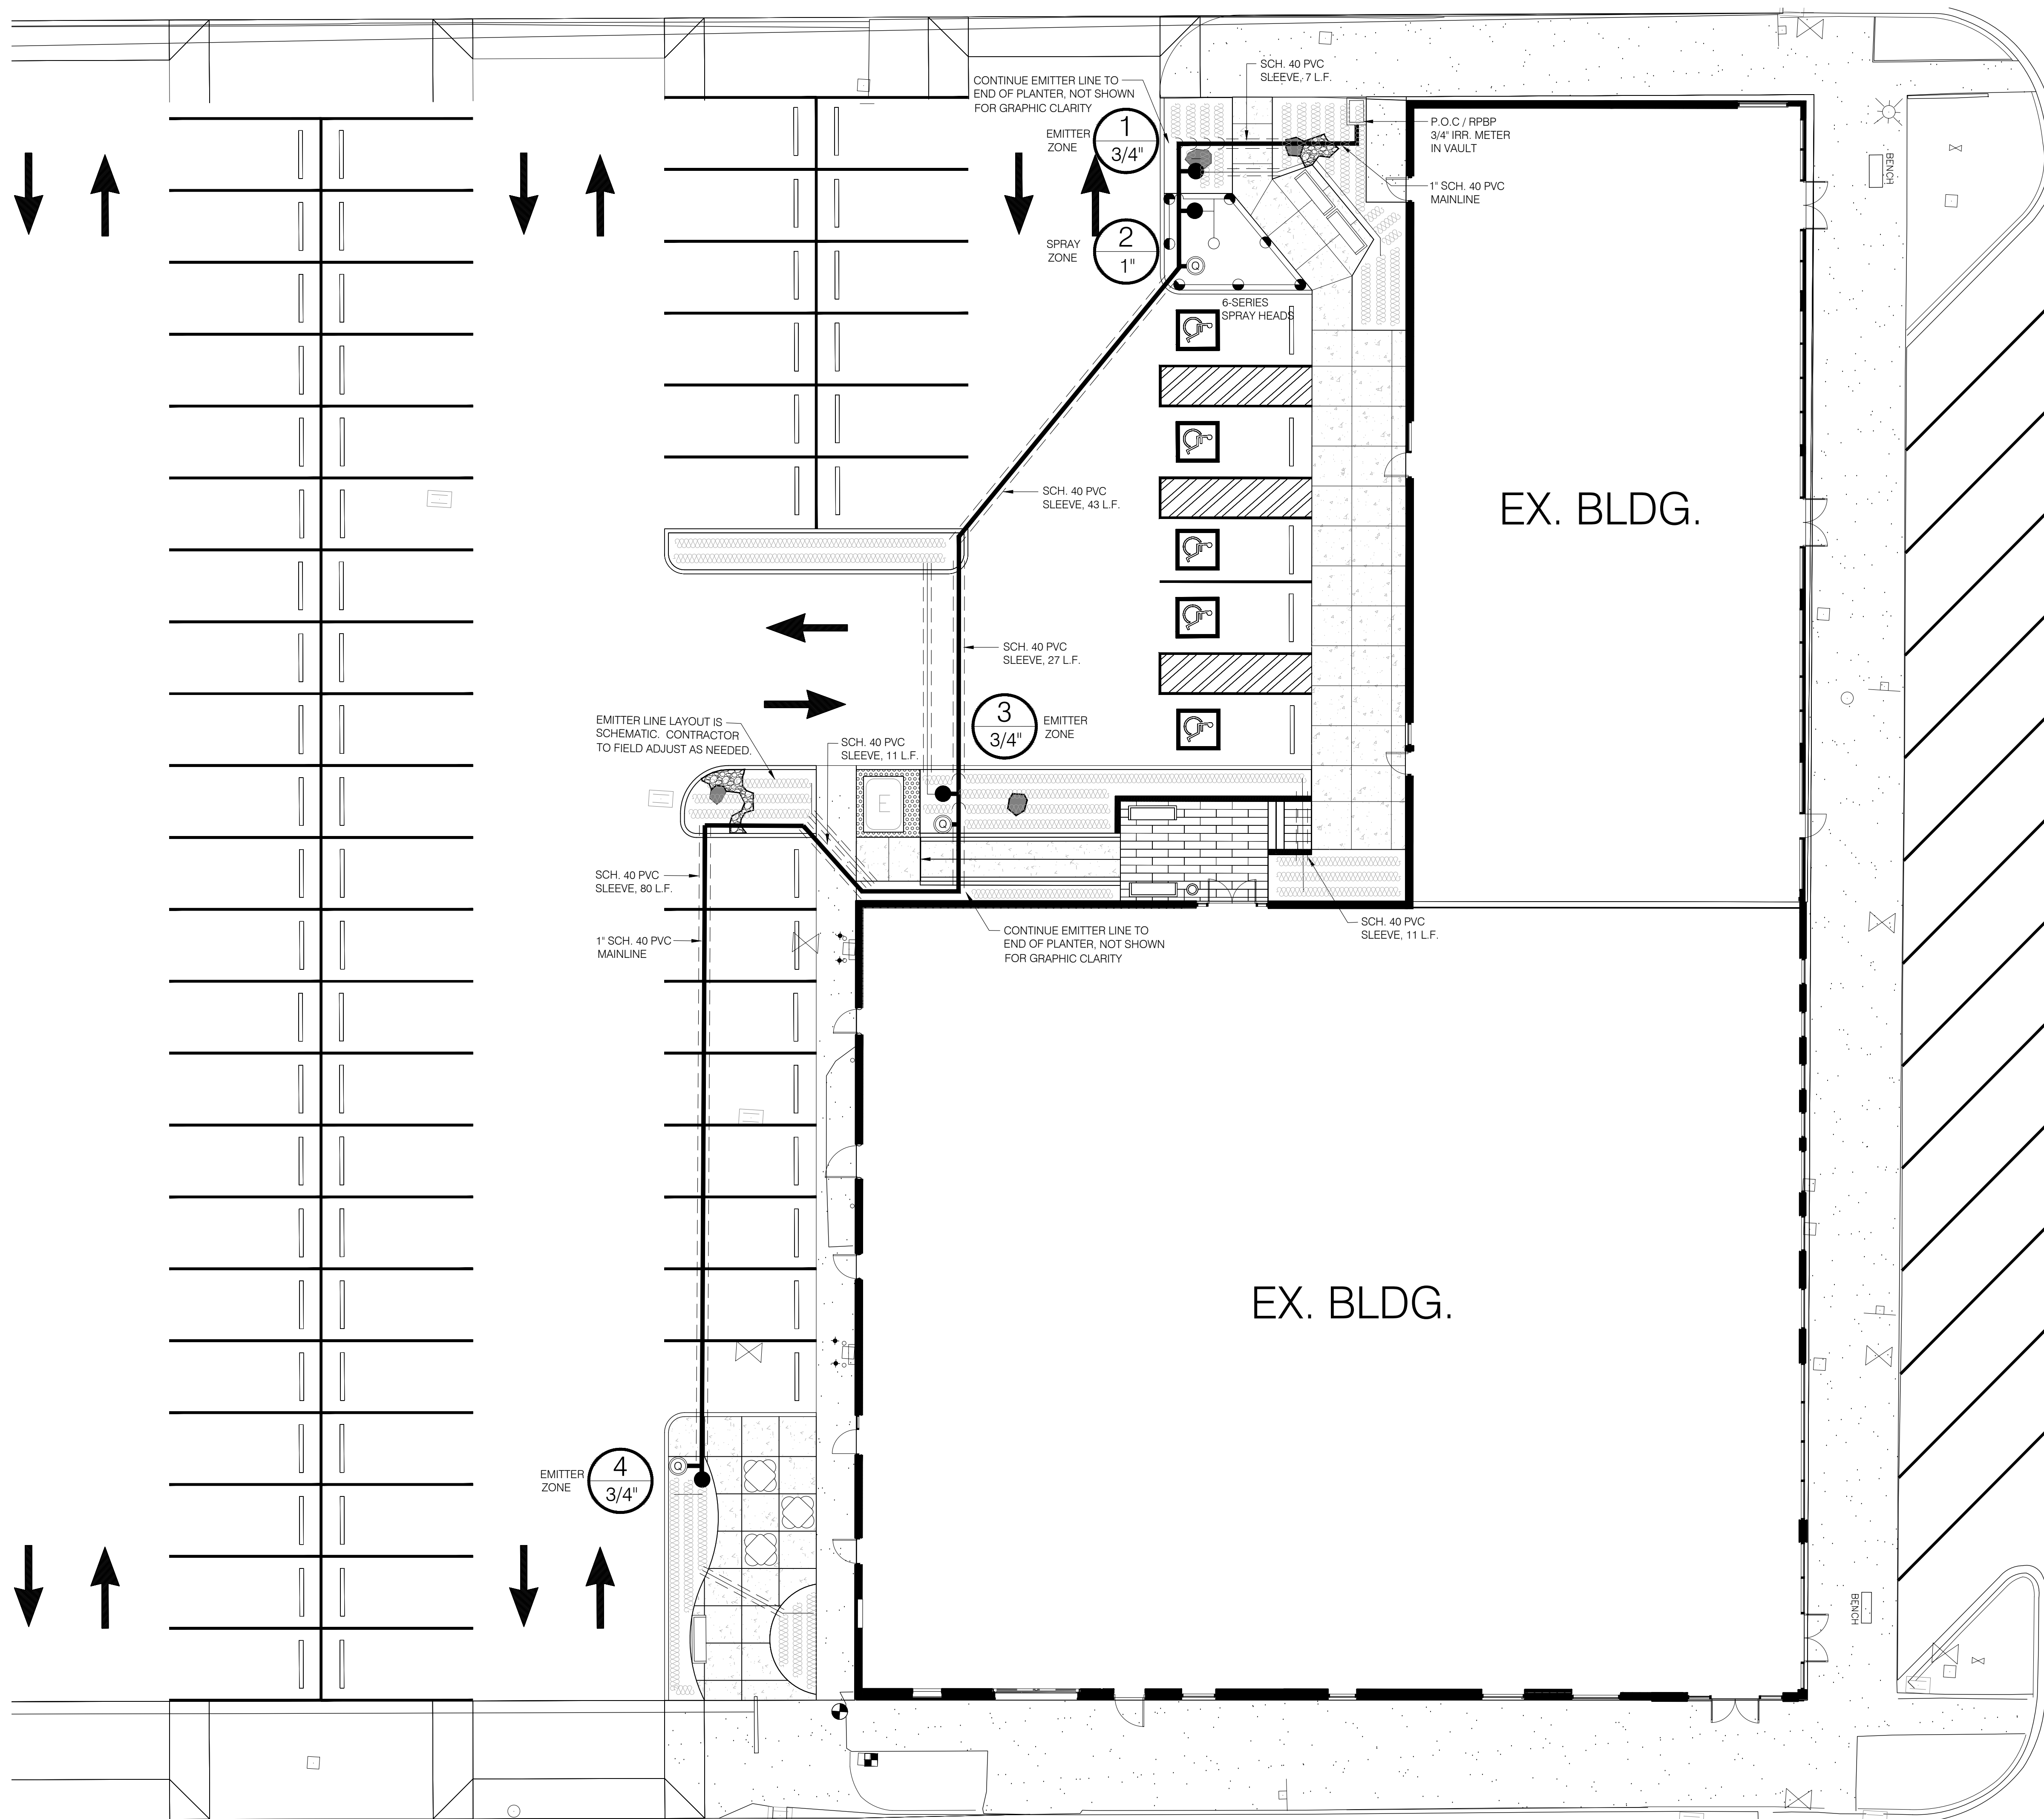 SCH. 40 PVC
SLEEVE, 7 L.F.
CONTINUE EMITTER LINE TO
END OF PLANTER, NOT SHOWN
FOR GRAPHIC CLARITY
EMITTER
ZONE
1
3/4"
P.O.C / RPBP
3/4" IRR. METER
IN VAULT
1" SCH. 40 PVC
MAINLINE
BENCH
SPRAY
ZONE
2
1"
Q
6-SERIES
SPRAY HEADS
SCH. 40 PVC
SLEEVE, 43 L.F.
EX. BLDG.
SCH. 40 PVC
SLEEVE, 27 L.F.
3
3/4"
EMITTER
ZONE
EMITTER LINE LAYOUT IS
SCHEMATIC. CONTRACTOR
TO FIELD ADJUST AS NEEDED.
SCH. 40 PVC
SLEEVE, 11 L.F.
E
Q
SCH. 40 PVC
SLEEVE, 80 L.F.
1" SCH. 40 PVC
MAINLINE
CONTINUE EMITTER LINE TO
END OF PLANTER, NOT SHOWN
FOR GRAPHIC CLARITY
SCH. 40 PVC
SLEEVE, 11 L.F.
EX. BLDG.
EMITTER
ZONE
4
3/4"
Q
BENCH